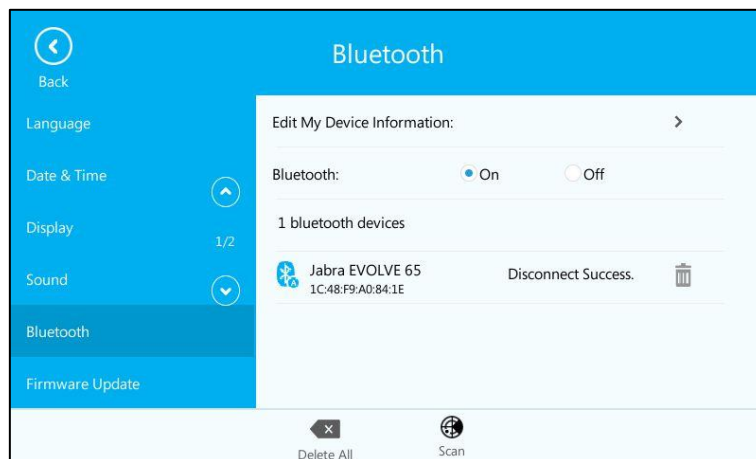 Bluetooth
Back
Language
Date & Time
Display
1/2
Sound
Bluetooth
Firmware Update
Edit My Device Information:
Bluetooth: On Off
1 bluetooth devices
Jabra EVOLVE 65 Disconnect Success.
1C:48:F9:A0:84:1E
Delete All Scan